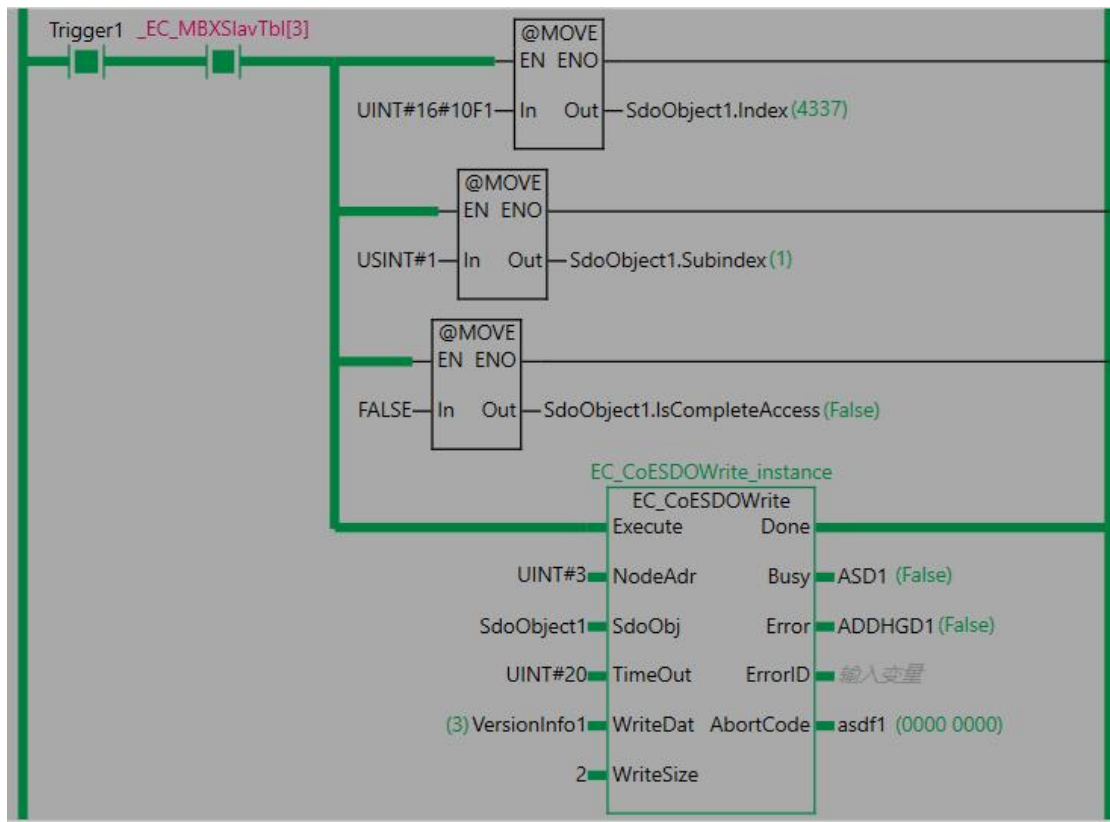 Trigger1 _EC_MBXSlavTbl[3]
@MOVE
EN ENO
UINT#16#10F1 In Out SdoObject1.Index (4337)
@MOVE
EN ENO
USINT#1 In Out SdoObject1.Subindex (1)
@MOVE
EN ENO
FALSE In Out SdoObject1.IsCompleteAccess (False)
EC_CoESDOWrite_instance
EC_CoESDOWrite
Execute Done
UINT#3 NodeAdr Busy ASD1 (False)
SdoObject1 SdoObj Error ADDHGD1 (False)
UINT#20 TimeOut ErrorID 输入变量
(3) VersionInfo1 WriteDat AbortCode asdf1 (0000 0000)
2 WriteSize